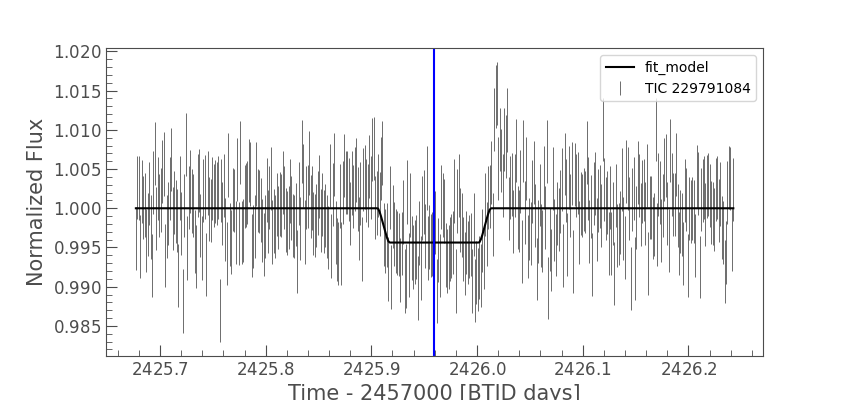 1.020
1.015
1.010
1.005
1.000
0.995
0.990
0.985
Normalized Flux
fit_model
TIC 229791084
2425.7 2425.8 2425.9 2426.0 2426.1 2426.2
Time - 2457000 [BTJD days]